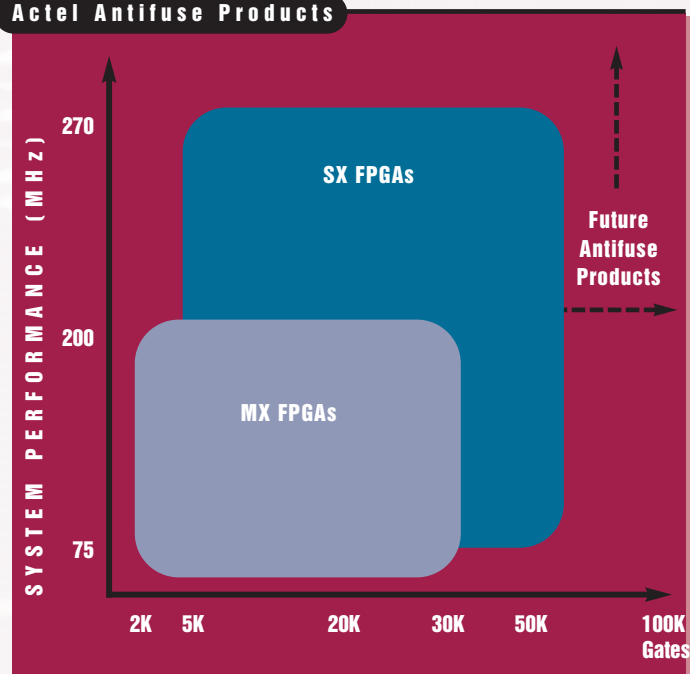 Actel Antifuse Products
SYSTEM PERFORMANCE (MHz)
270
200
75
SX FPGAs
MX FPGAs
Future
Antifuse
Products
2K 5K 20K 30K 50K 100K
Gates